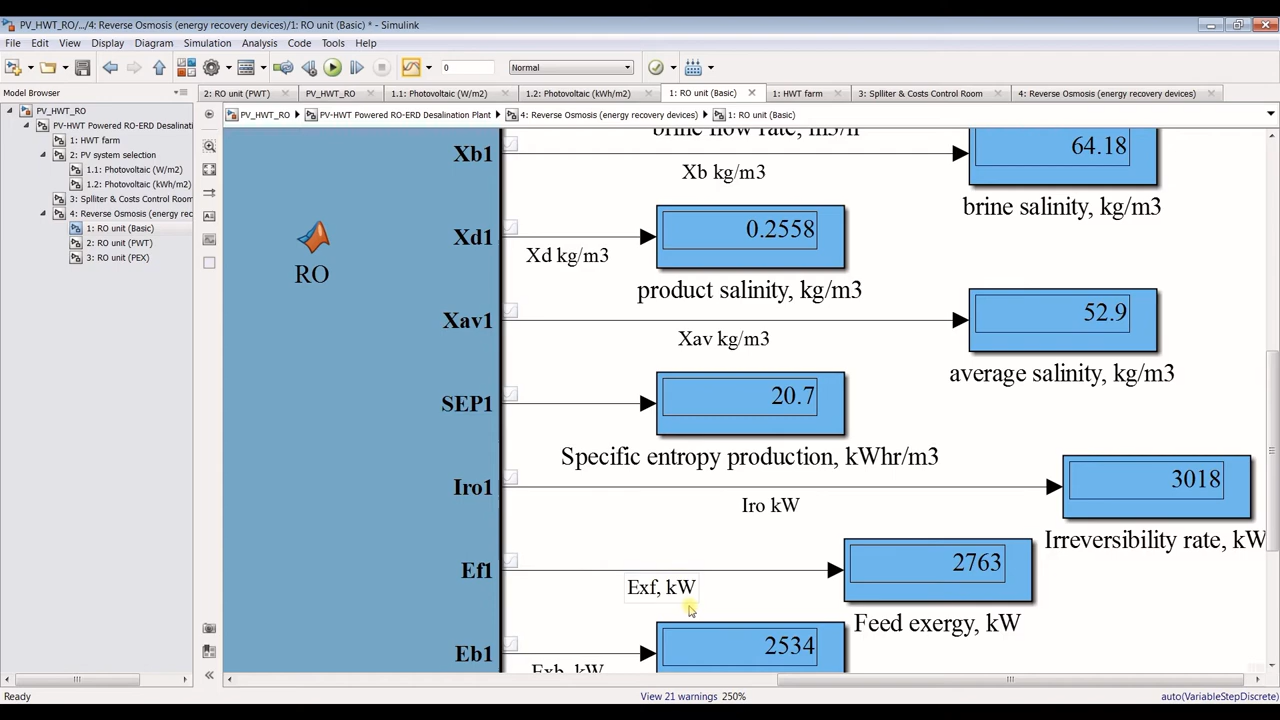 PV_HWT_RO/.../4: Reverse Osmosis (energy recovery devices)/1: RO unit (Basic) * - Simulink
File Edit View Display Diagram Simulation Analysis Code Tools Help
0 Normal
Model Browser
2: RO unit (PWT) PV_HWT_RO 1.1: Photovoltaic (W/m2) 1.2: Photovoltaic (kWh/m2) 1: RO unit (Basic) 1: HWT farm 3: Splliter & Costs Control Room 4: Reverse Osmosis (energy recovery devices)
PV_HWT_RO PV-HWT Powered RO-ERD Desalination Plant 4: Reverse Osmosis (energy recovery devices) 1: RO unit (Basic)
PV_HWT_RO
PV-HWT Powered RO-ERD Desalinati
1: HWT farm
2: PV system selection
1.1: Photovoltaic (W/m2)
1.2: Photovoltaic (kWh/m2)
3: Splliter & Costs Control Room
4: Reverse Osmosis (energy rec
1: RO unit (Basic)
2: RO unit (PWT)
3: RO unit (PEX)
brine flow rate, m3/h
Xb1
Xb kg/m3
64.18
brine salinity, kg/m3
RO
Xd1
Xd kg/m3
0.2558
product salinity, kg/m3
Xav1
Xav kg/m3
52.9
average salinity, kg/m3
SEP1
20.7
Specific entropy production, kWhr/m3
Iro1
Iro kW
3018
Irreversibility rate, kW
Ef1
Exf, kW
2763
Feed exergy, kW
Eb1
Exb, kW
2534
Ready View 21 warnings 250% auto(VariableStepDiscrete)